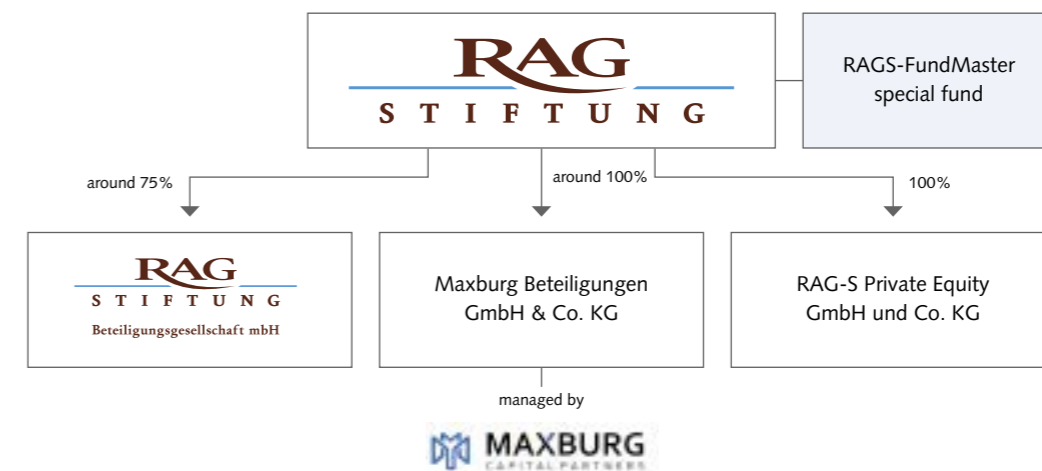 RAG
STIFTUNG
RAGS-FundMaster
special fund
around 75%
around 100%
100%
RAG
STIFTUNG
Beteiligungsgesellschaft mbH
Maxburg Beteiligungen
GmbH & Co. KG
RAG-S Private Equity
GmbH und Co. KG
managed by
MAXBURG
CAPITAL PARTNERS